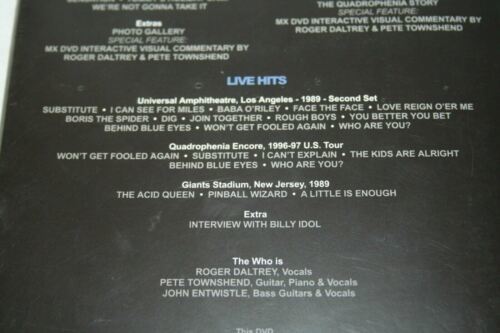 WE'RE NOT GONNA TAKE IT
Extras
PHOTO GALLERY
SPECIAL FEATURE:
MX DVD INTERACTIVE VISUAL COMMENTARY BY
ROGER DALTREY & PETE TOWNSHEND
THE QUADROPHENIA STORY
SPECIAL FEATURE:
MX DVD INTERACTIVE VISUAL COMMENTARY BY
ROGER DALTREY & PETE TOWNSHEND
LIVE HITS
Universal Amphitheatre, Los Angeles - 1989 - Second Set
SUBSTITUTE • I CAN SEE FOR MILES • BABA O'RILEY • FACE THE FACE • LOVE REIGN O'ER ME
BORIS THE SPIDER • DIG • JOIN TOGETHER • ROUGH BOYS • YOU BETTER YOU BET
BEHIND BLUE EYES • WON'T GET FOOLED AGAIN • WHO ARE YOU?
Quadrophenia Encore, 1996-97 U.S. Tour
WON'T GET FOOLED AGAIN • SUBSTITUTE • I CAN'T EXPLAIN • THE KIDS ARE ALRIGHT
BEHIND BLUE EYES • WHO ARE YOU?
Giants Stadium, New Jersey, 1989
THE ACID QUEEN • PINBALL WIZARD • A LITTLE IS ENOUGH
Extra
INTERVIEW WITH BILLY IDOL
The Who is
ROGER DALTREY, Vocals
PETE TOWNSHEND, Guitar, Piano & Vocals
JOHN ENTWISTLE, Bass Guitars & Vocals
This DVD